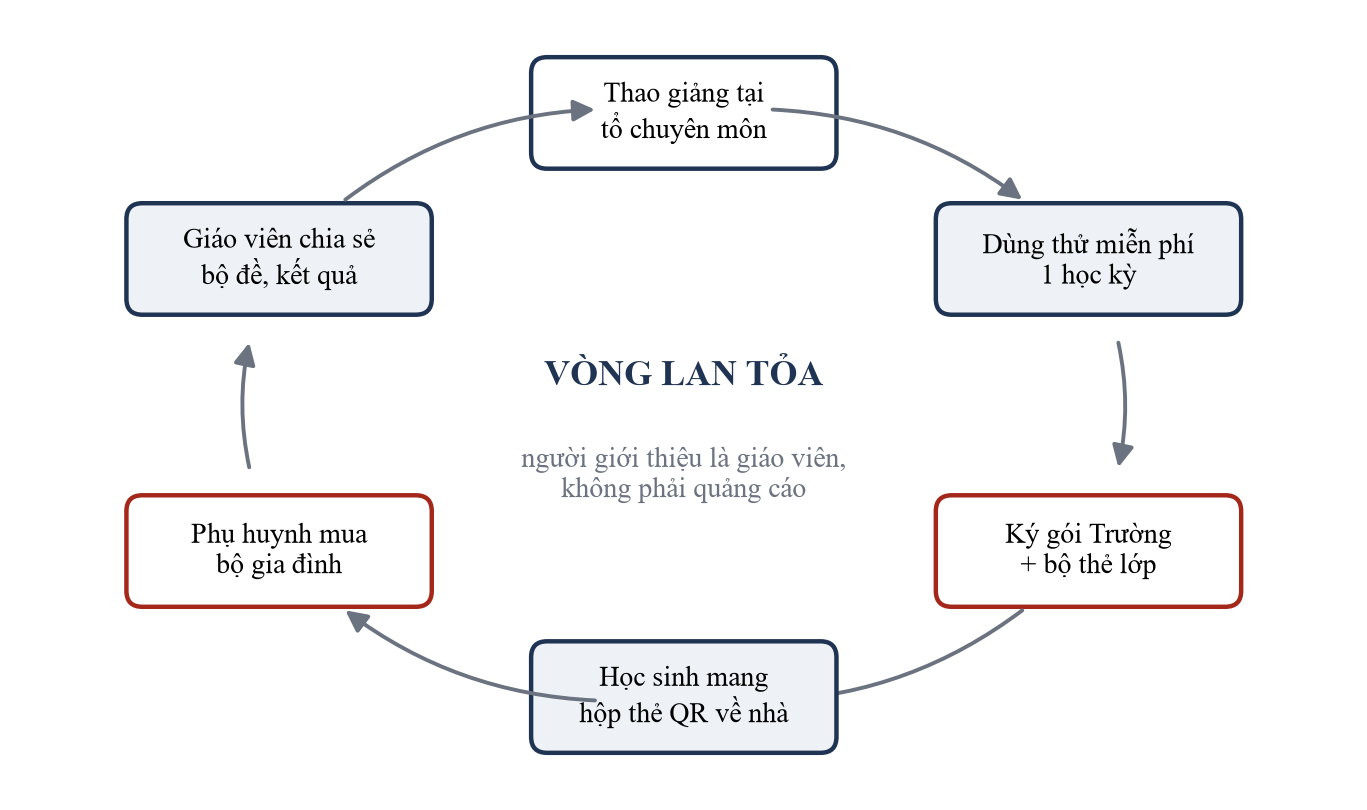 Thao giảng tại
tổ chuyên môn
Giáo viên chia sẻ
bộ đề, kết quả
Dùng thử miễn phí
1 học kỳ
VÒNG LAN TỎA
người giới thiệu là giáo viên,
không phải quảng cáo
Phụ huynh mua
bộ gia đình
Ký gói Trường
+ bộ thẻ lớp
Học sinh mang
hộp thẻ QR về nhà